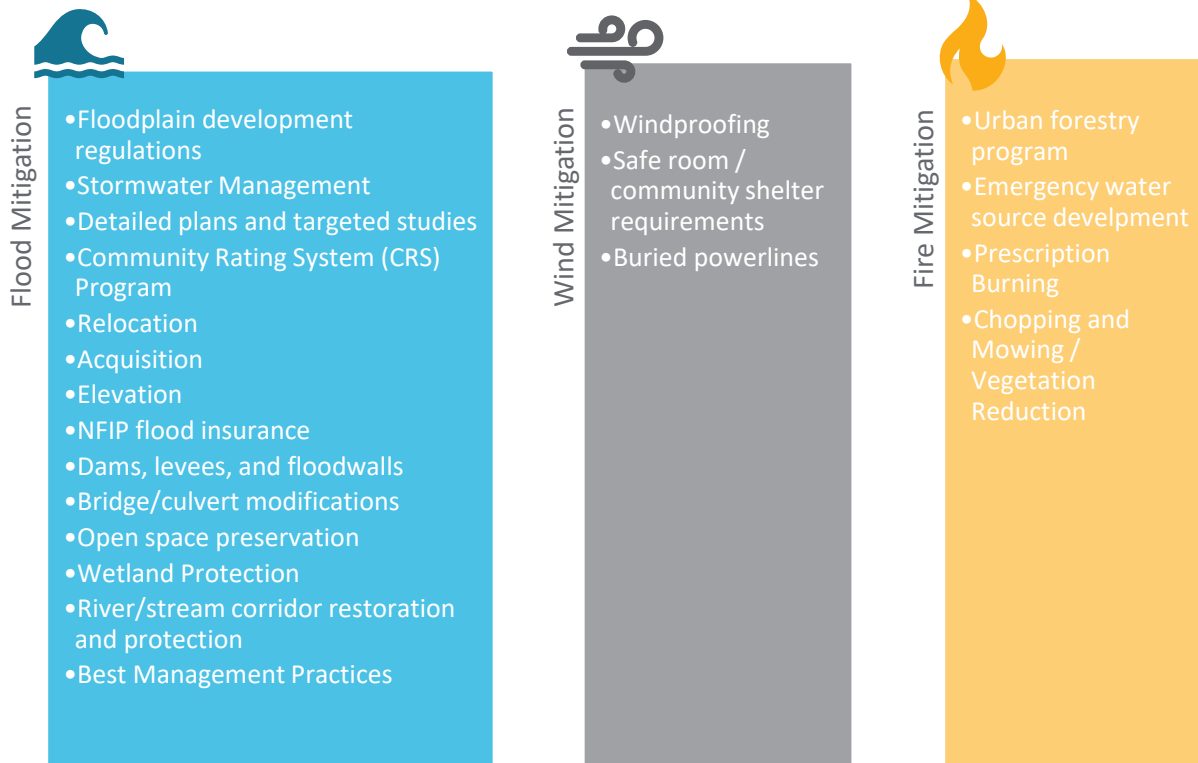 Flood Mitigation
•Floodplain development
regulations
•Stormwater Management
•Detailed plans and targeted studies
•Community Rating System (CRS)
Program
•Relocation
•Acquisition
•Elevation
•NFIP flood insurance
•Dams, levees, and floodwalls
•Bridge/culvert modifications
•Open space preservation
•Wetland Protection
•River/stream corridor restoration
and protection
•Best Management Practices
Wind Mitigation
•Windproofing
•Safe room /
community shelter
requirements
•Buried powerlines
Fire Mitigation
•Urban forestry
program
•Emergency water
source develpment
•Prescription
Burning
•Chopping and
Mowing /
Vegetation
Reduction